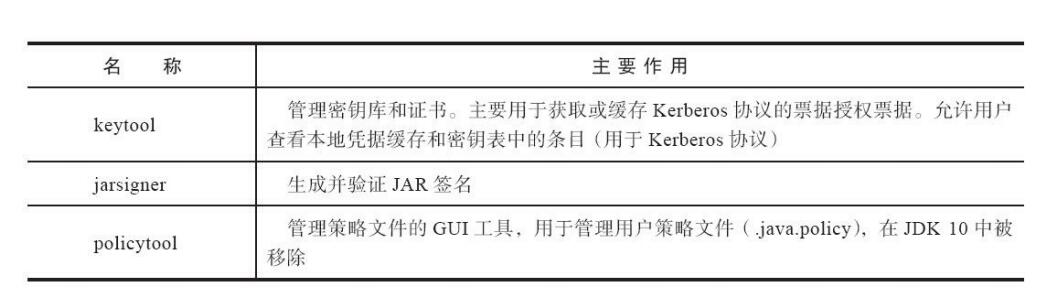 名 称 主要作用
管理密钥库和证书。主要用于获取或缓存 Kerberos 协议的票据授权票据。允许用户
keytool
查看本地凭据缓存和密钥表中的条目（用于 Kerberos 协议）
jarsigner 生成并验证 JAR 签名
管理策略文件的 GUI 工具，用于管理用户策略文件（.java.policy），在 JDK 10 中被
policytool
移除